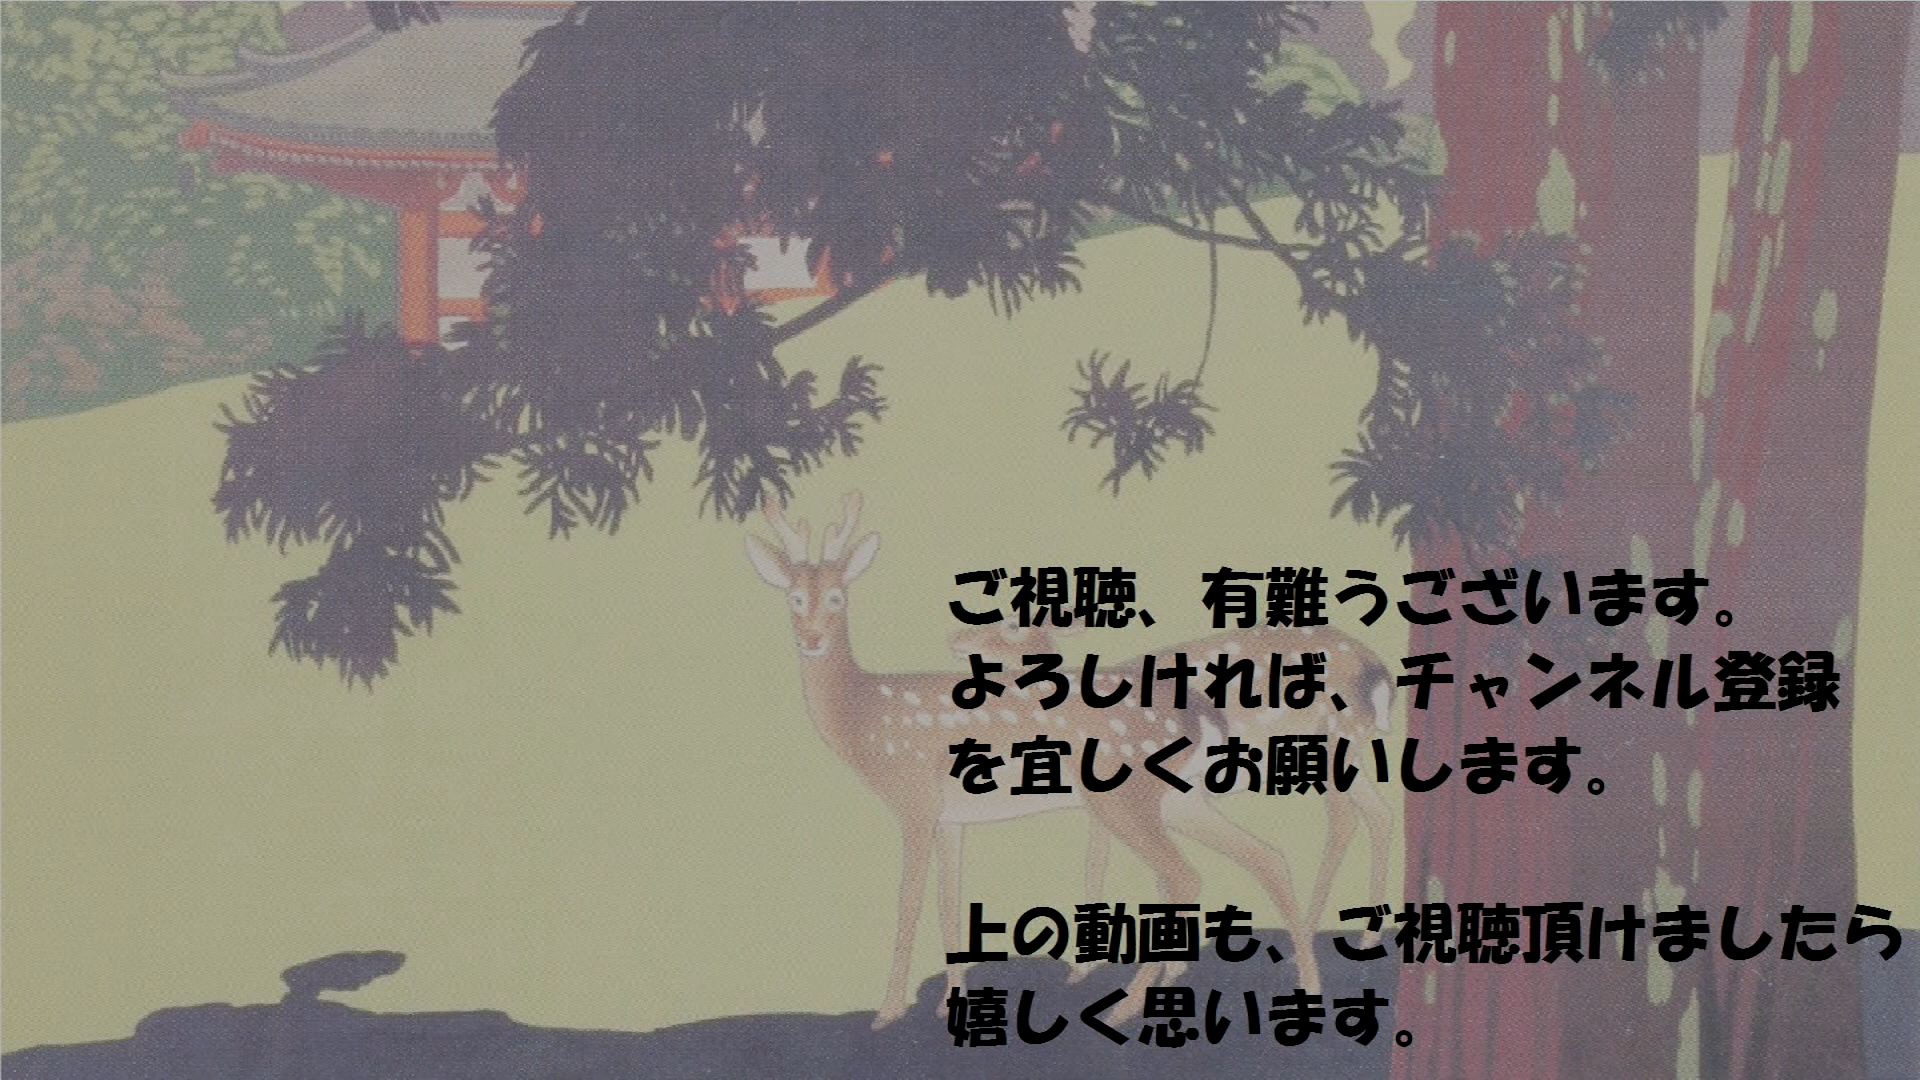 ご視聴、有難うございます。
よろしければ、チャンネル登録
を宜しくお願いします。
上の動画も、ご視聴頂けましたら
嬉しく思います。